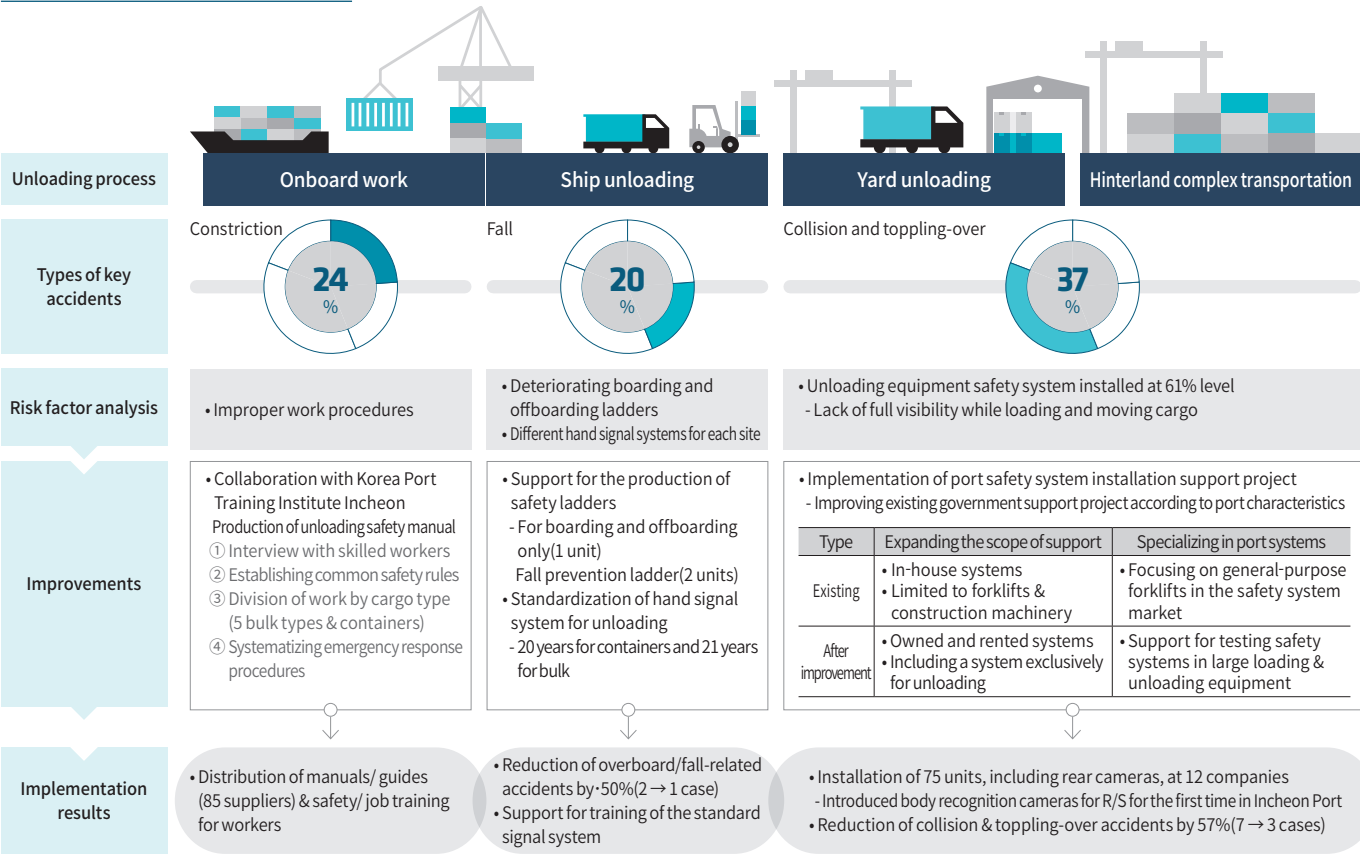 Unloading process
Onboard work
Ship unloading
Yard unloading
Hinterland complex transportation
Types of key
accidents
Constriction
24
%
Fall
20
%
Collision and toppling-over
37
%
Risk factor analysis
• Improper work procedures
• Deteriorating boarding and
offboarding ladders
• Different hand signal systems for each site
• Unloading equipment safety system installed at 61% level
- Lack of full visibility while loading and moving cargo
Improvements
• Collaboration with Korea Port
Training Institute Incheon
Production of unloading safety manual
① Interview with skilled workers
② Establishing common safety rules
③ Division of work by cargo type
(5 bulk types & containers)
④ Systematizing emergency response
procedures
• Support for the production of
safety ladders
- For boarding and offboarding
only(1 unit)
Fall prevention ladder(2 units)
• Standardization of hand signal
system for unloading
- 20 years for containers and 21 years
for bulk
• Implementation of port safety system installation support project
- Improving existing government support project according to port characteristics
Type
Expanding the scope of support
Specializing in port systems
Existing
• In-house systems
• Limited to forklifts &
construction machinery
• Focusing on general-purpose
forklifts in the safety system
market
After
improvement
• Owned and rented systems
• Including a system exclusively
for unloading
• Support for testing safety
systems in large loading &
unloading equipment
Implementation
results
• Distribution of manuals/ guides
(85 suppliers) & safety/ job training
for workers
• Reduction of overboard/fall-related
accidents by·50%(2 → 1 case)
• Support for training of the standard
signal system
• Installation of 75 units, including rear cameras, at 12 companies
- Introduced body recognition cameras for R/S for the first time in Incheon Port
• Reduction of collision & toppling-over accidents by 57%(7 → 3 cases)